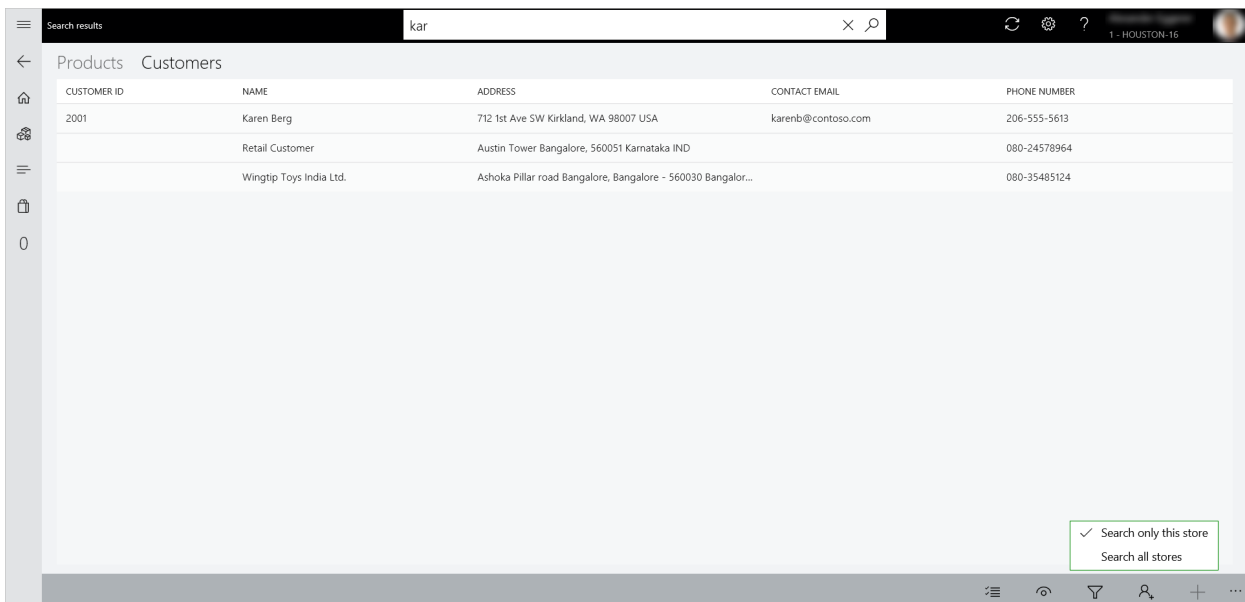 Search results
kar
?
1 - HOUSTON-16
Products Customers
CUSTOMER ID NAME ADDRESS CONTACT EMAIL PHONE NUMBER
2001 Karen Berg 712 1st Ave SW Kirkland, WA 98007 USA karenb@contoso.com 206-555-5613
Retail Customer Austin Tower Bangalore, 560051 Karnataka IND 080-24578964
Wingtip Toys India Ltd. Ashoka Pillar road Bangalore, Bangalore - 560030 Bangalor... 080-35485124
0
Search only this store
Search all stores